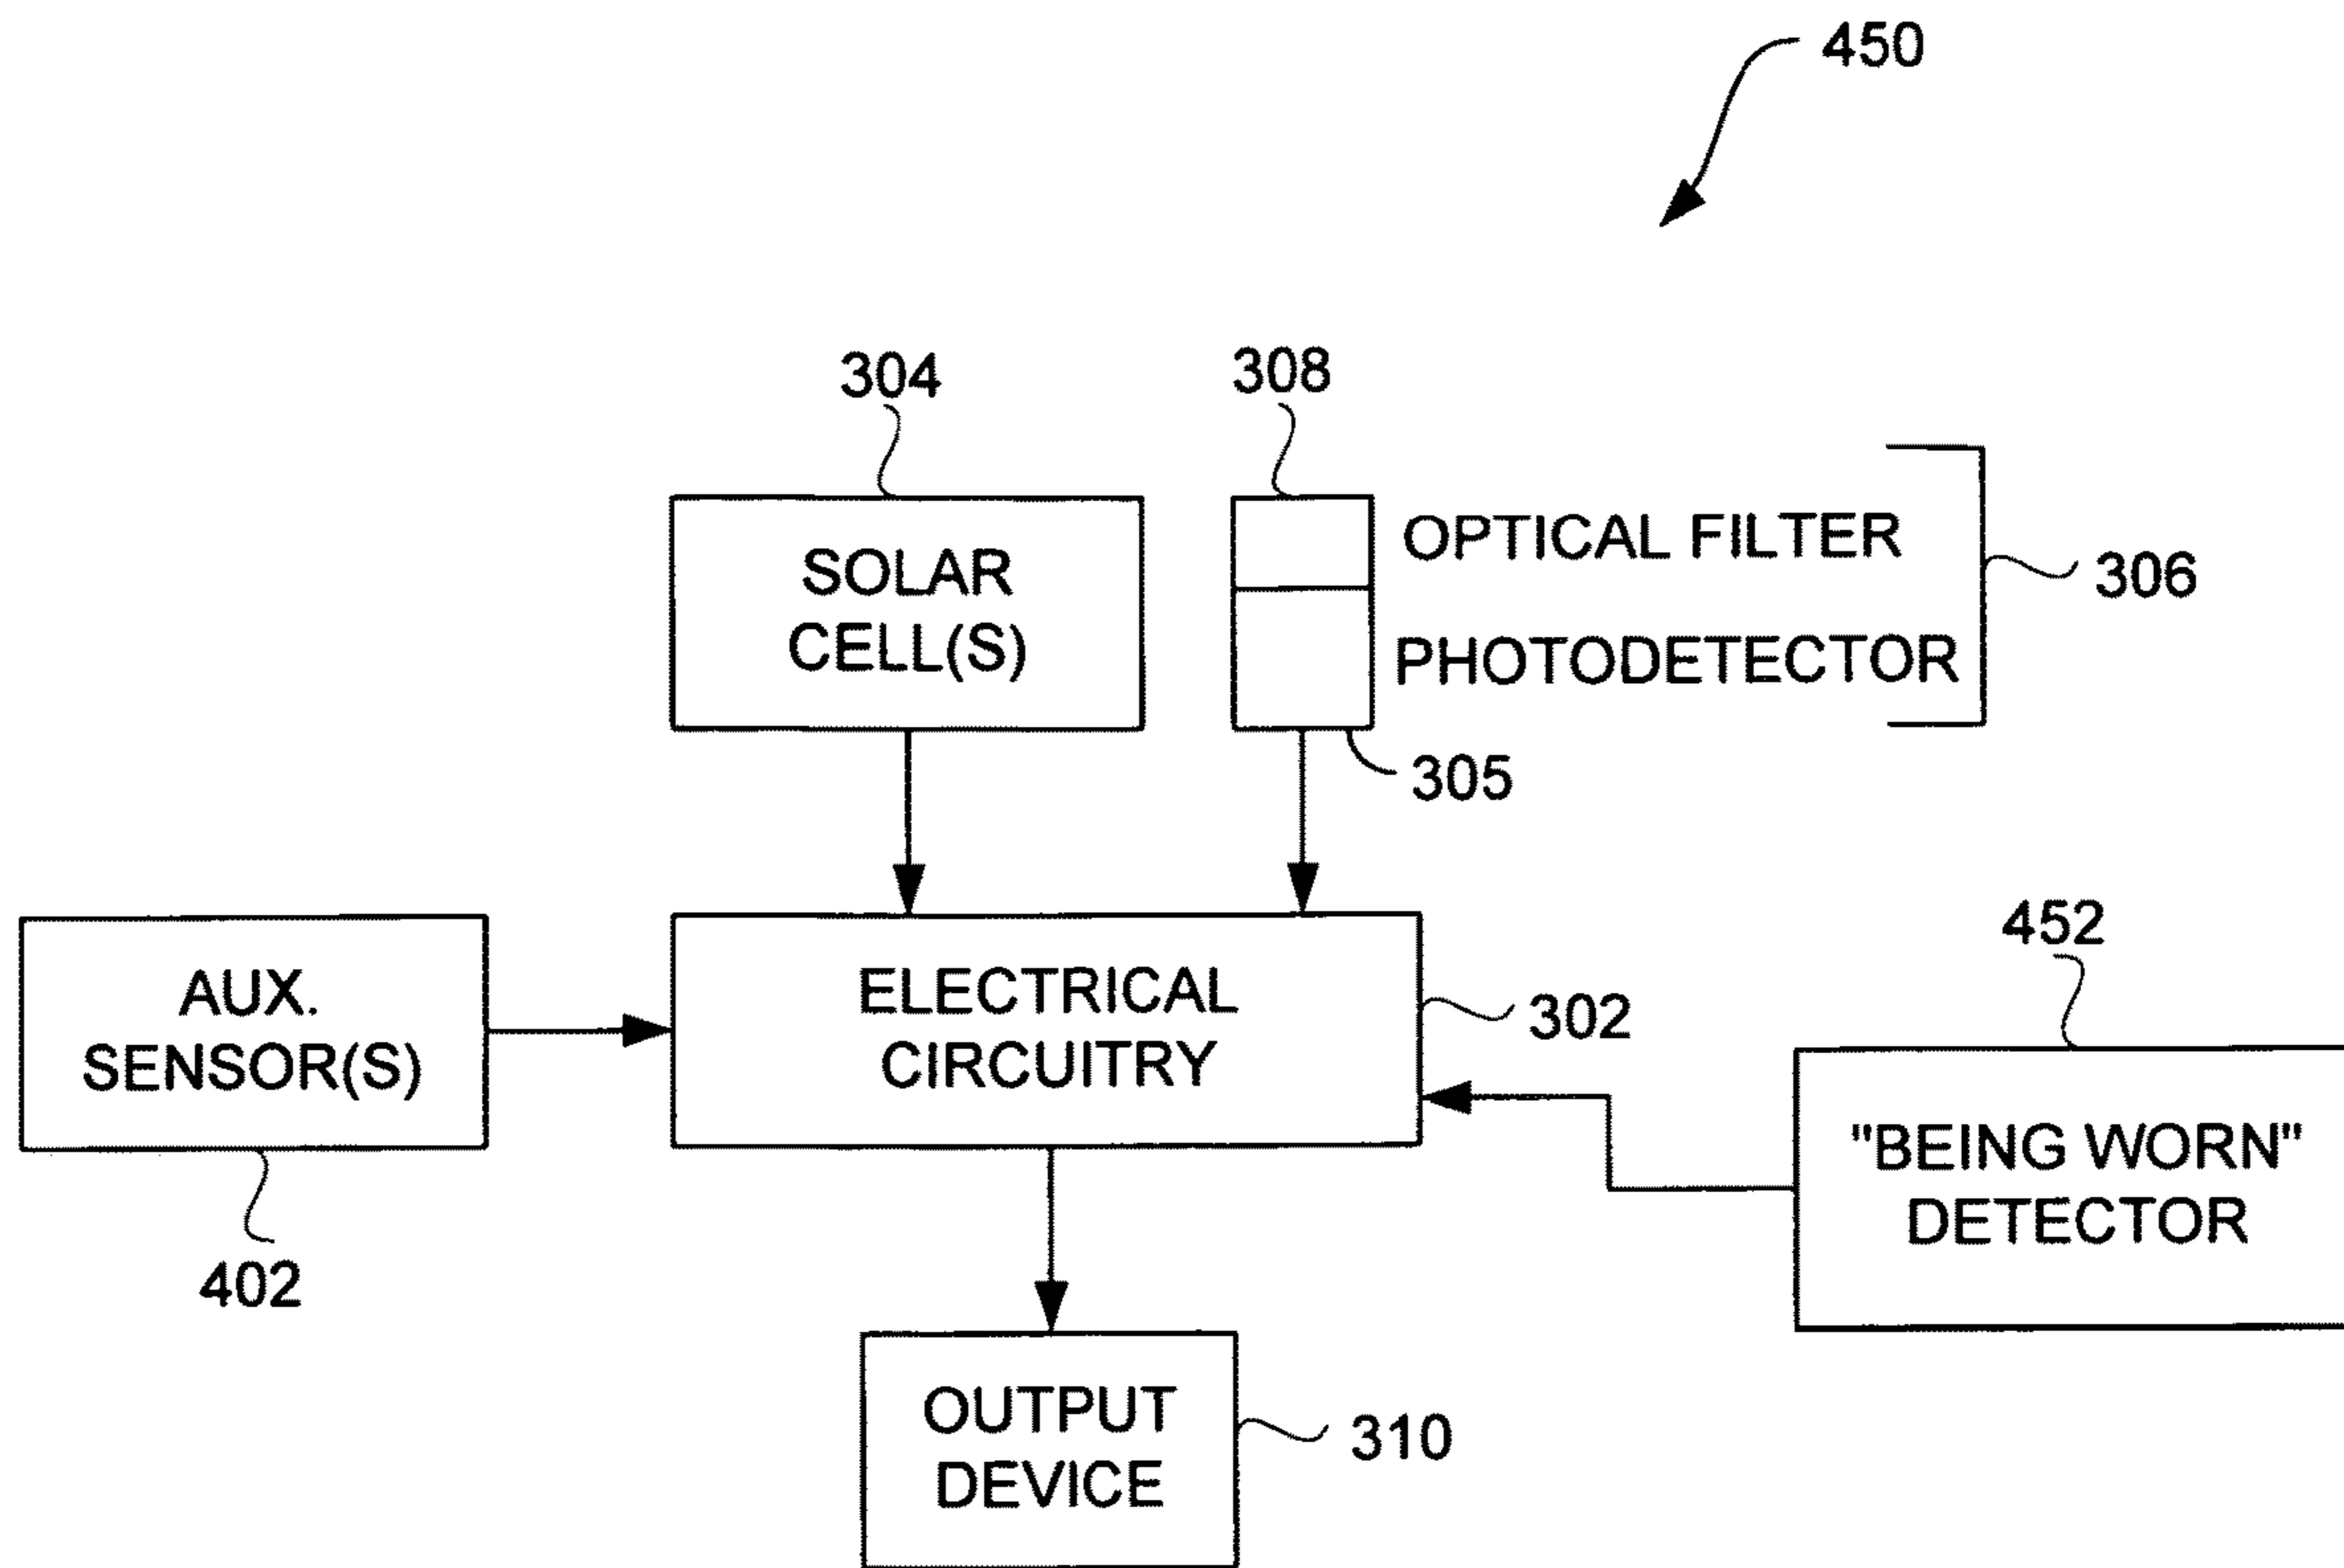 450
304
308
SOLAR
CELL(S)
OPTICAL FILTER
PHOTODETECTOR
306
305
AUX.
SENSOR(S)
402
ELECTRICAL
CIRCUITRY
302
452
"BEING WORN"
DETECTOR
OUTPUT
DEVICE
310